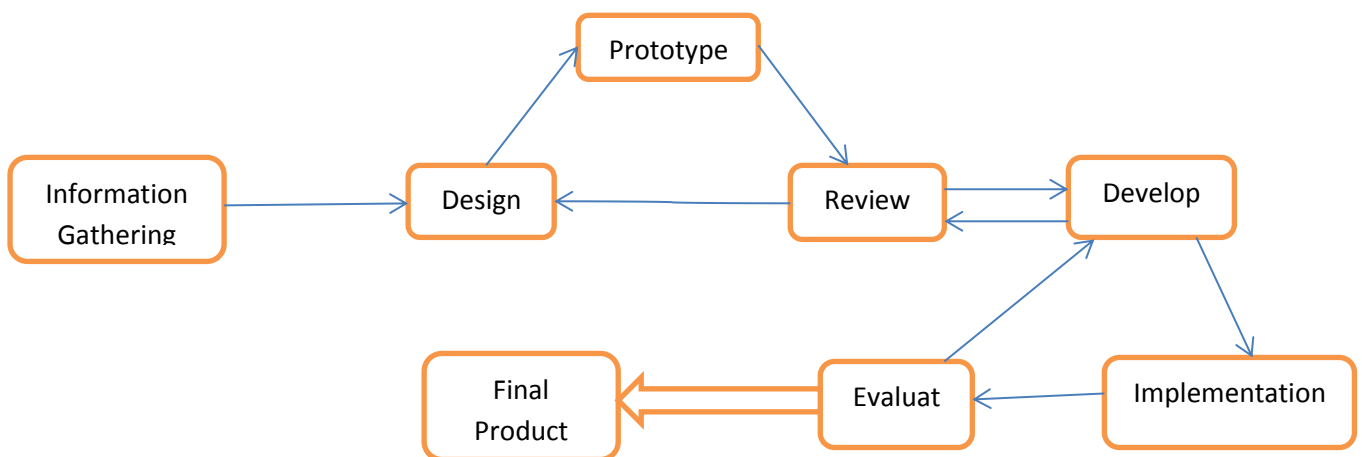 Prototype
Information
Gathering
Design
Review
Develop
Final
Product
Evaluat
Implementation